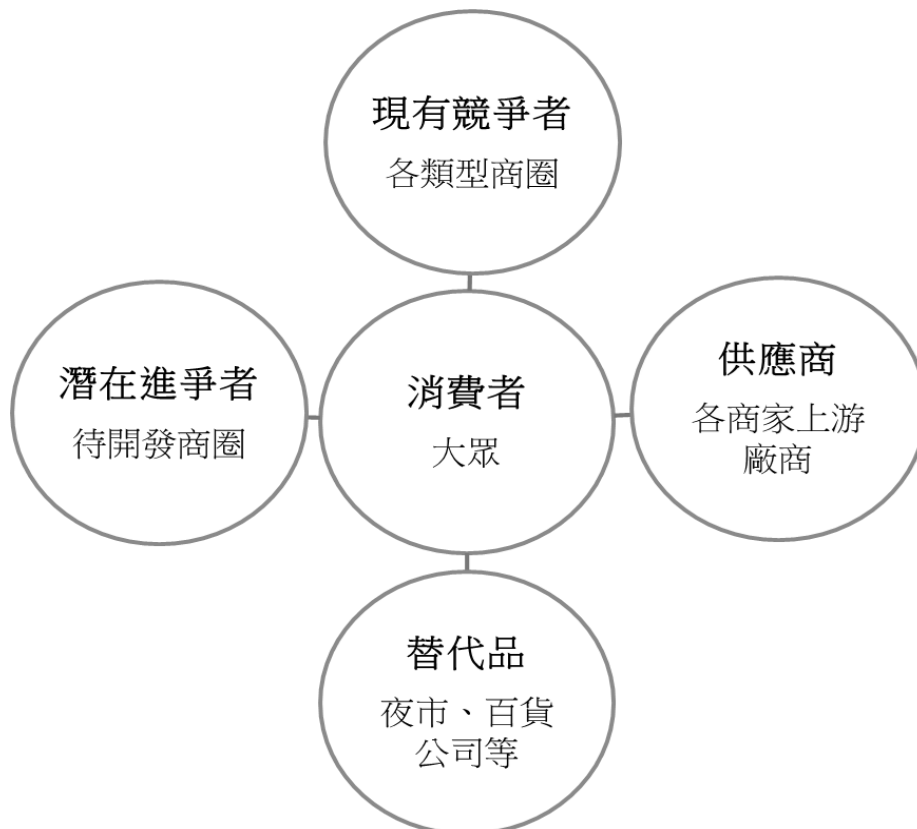 現有競爭者
各類型商圈
潛在進爭者
待開發商圈
消費者
大眾
供應商
各商家上游
廠商
替代品
夜市、百貨
公司等